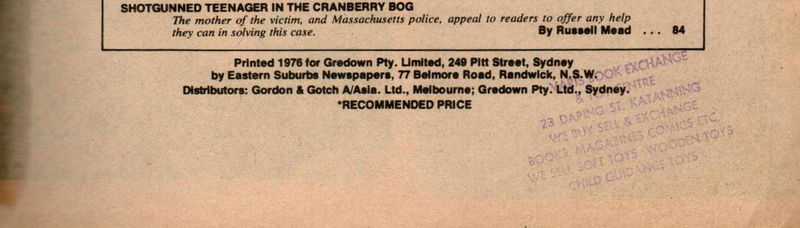 SHOTGUNNED TEENAGER IN THE CRANBERRY BOG
The mother of the victim, and Massachusetts police, appeal to readers to offer any help
they can in solving this case. By Russell Mead ... 84
Printed 1976 for Gredown Pty. Limited, 249 Pitt Street, Sydney
by Eastern Suburbs Newspapers, 77 Belmore Road, Randwick, N.S.W.
Distributors: Gordon & Gotch A/Asia. Ltd., Melbourne; Gredown Pty. Ltd., Sydney.
*RECOMMENDED PRICE
BOOK EXCHANGE
& CENTRE
23 DAPING ST. KATANNING
WE BUY SELL & EXCHANGE
BOOKS, MAGAZINES COMICS ETC.
WE SELL SOFT TOYS WOODEN TOYS
CHILD GUIDANCE TOYS